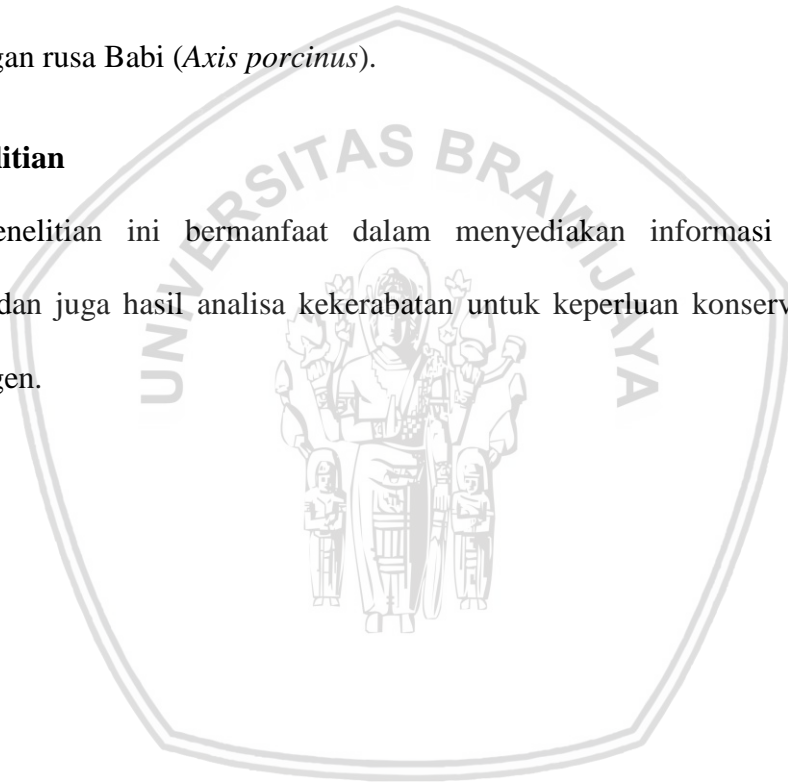 gan rusa Babi (Axis porcinus).
litian
enelitian ini bermanfaat dalam menyediakan informasi
dan juga hasil analisa kekerabatan untuk keperluan konserv
gen.
UNIVERSITAS BRAWIJAYA